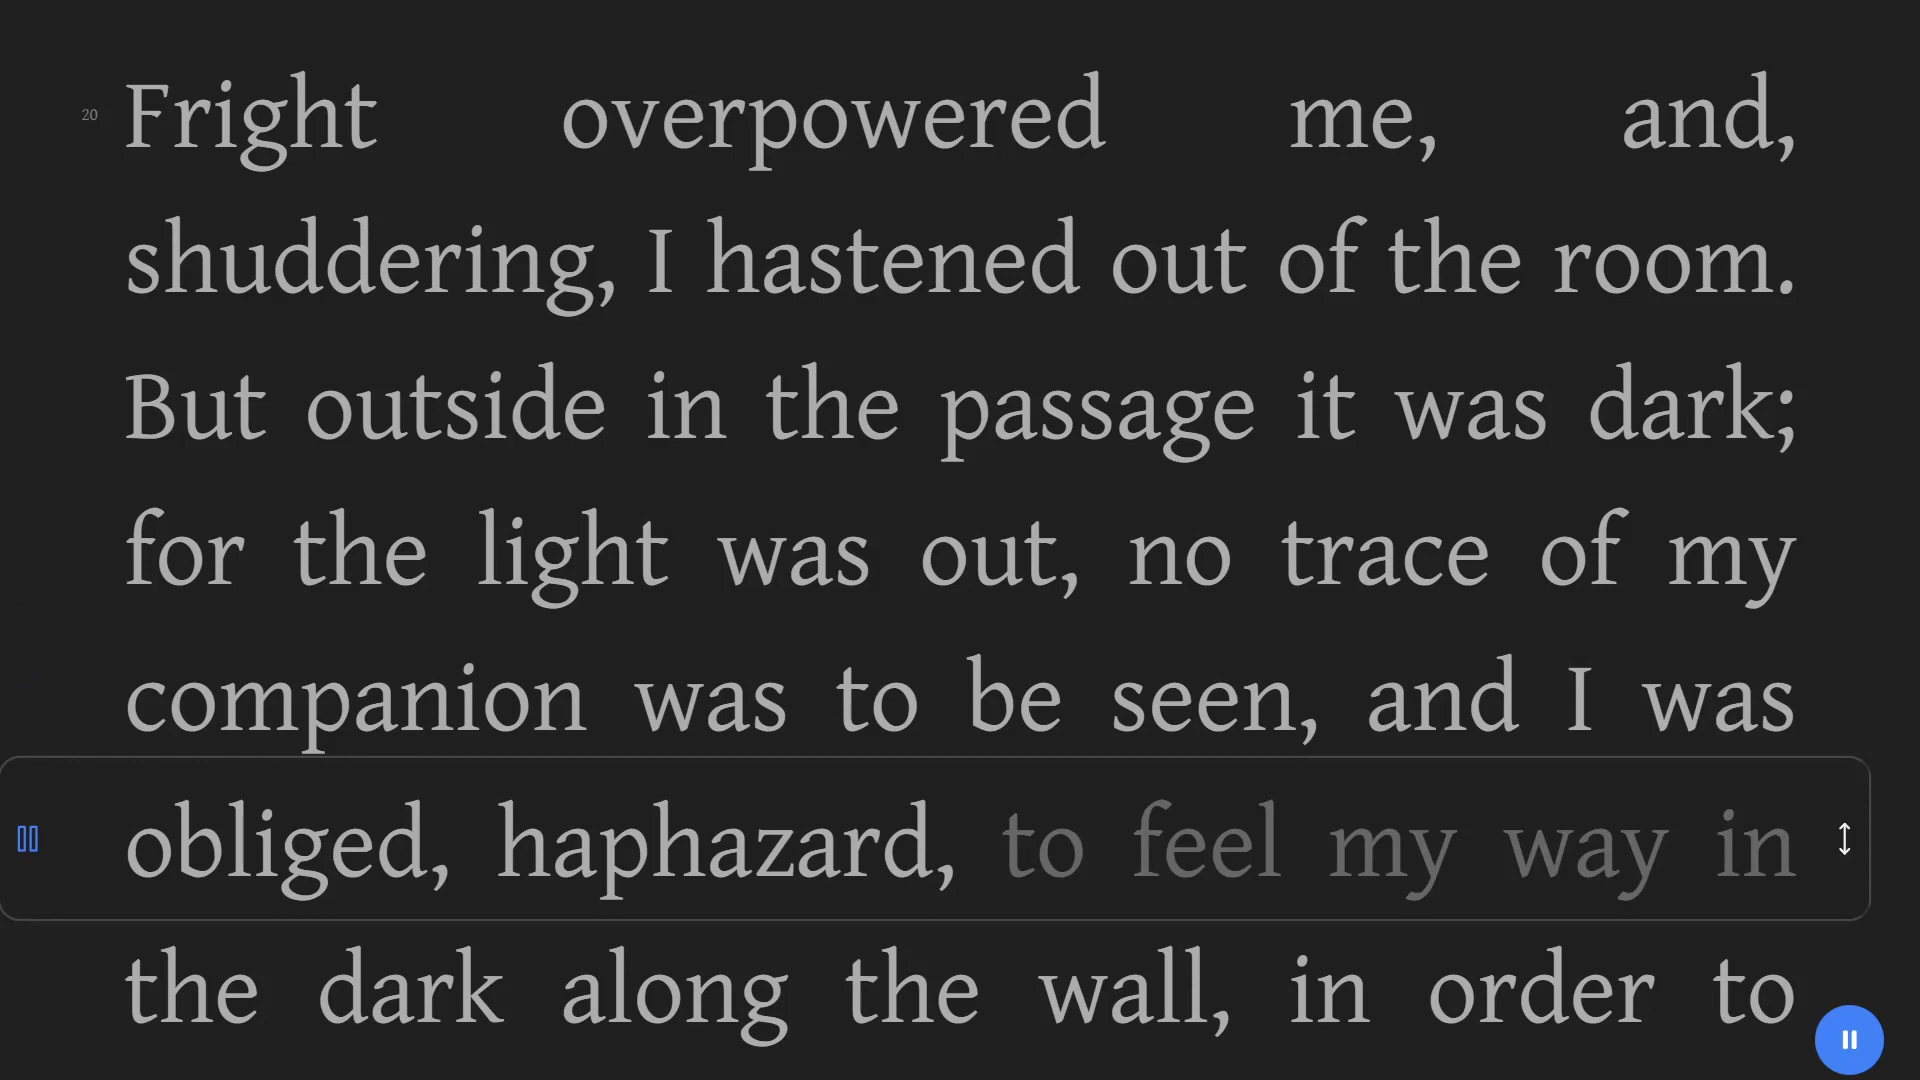 20
Fright overpowered me, and,
shuddering, I hastened out of the room.
But outside in the passage it was dark;
for the light was out, no trace of my
companion was to be seen, and I was
obliged, haphazard, to feel my way in
the dark along the wall, in order to